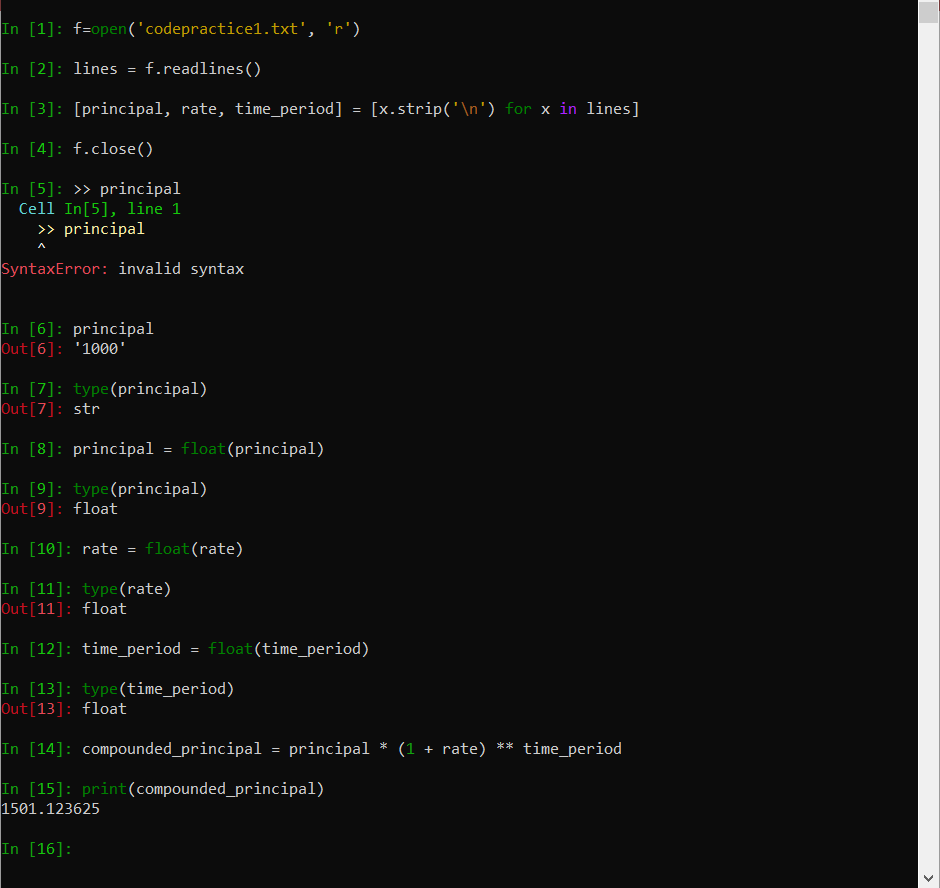 In [1]: f=open('codepractice1.txt', 'r')
In [2]: lines = f.readlines()
In [3]: [principal, rate, time_period] = [x.strip('\n') for x in lines]
In [4]: f.close()
In [5]: >> principal
  Cell In[5], line 1
    >> principal
    ^
SyntaxError: invalid syntax
In [6]: principal
Out[6]: '1000'
In [7]: type(principal)
Out[7]: str
In [8]: principal = float(principal)
In [9]: type(principal)
Out[9]: float
In [10]: rate = float(rate)
In [11]: type(rate)
Out[11]: float
In [12]: time_period = float(time_period)
In [13]: type(time_period)
Out[13]: float
In [14]: compounded_principal = principal * (1 + rate) ** time_period
In [15]: print(compounded_principal)
1501.123625
In [16]: